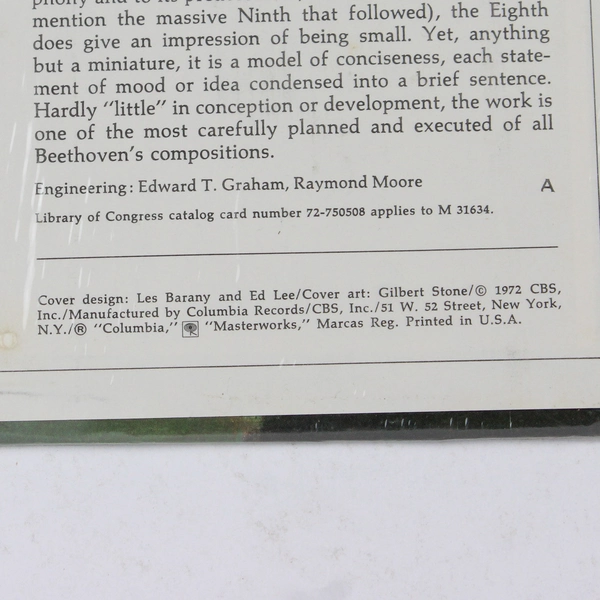 mention the massive Ninth that followed), the Eighth
does give an impression of being small. Yet, anything
but a miniature, it is a model of conciseness, each state-
ment of mood or idea condensed into a brief sentence.
Hardly "little" in conception or development, the work is
one of the most carefully planned and executed of all
Beethoven's compositions.
Engineering: Edward T. Graham, Raymond Moore A
Library of Congress catalog card number 72-750508 applies to M 31634.
Cover design: Les Barany and Ed Lee/Cover art: Gilbert Stone/© 1972 CBS,
Inc./Manufactured by Columbia Records/CBS, Inc./51 W. 52 Street, New York,
N.Y./® "Columbia," "Masterworks," Marcas Reg. Printed in U.S.A.